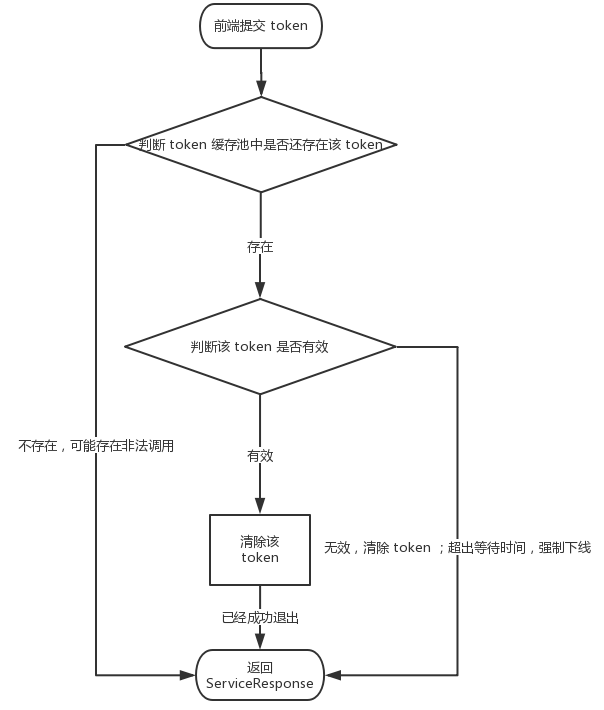 前端提交 token
判断 token 缓存池中是否还存在该 token
存在
判断该 token 是否有效
不存在，可能存在非法调用
有效
清除该
token
无效，清除 token ；超出等待时间，强制下线
已经成功退出
返回
ServiceResponse